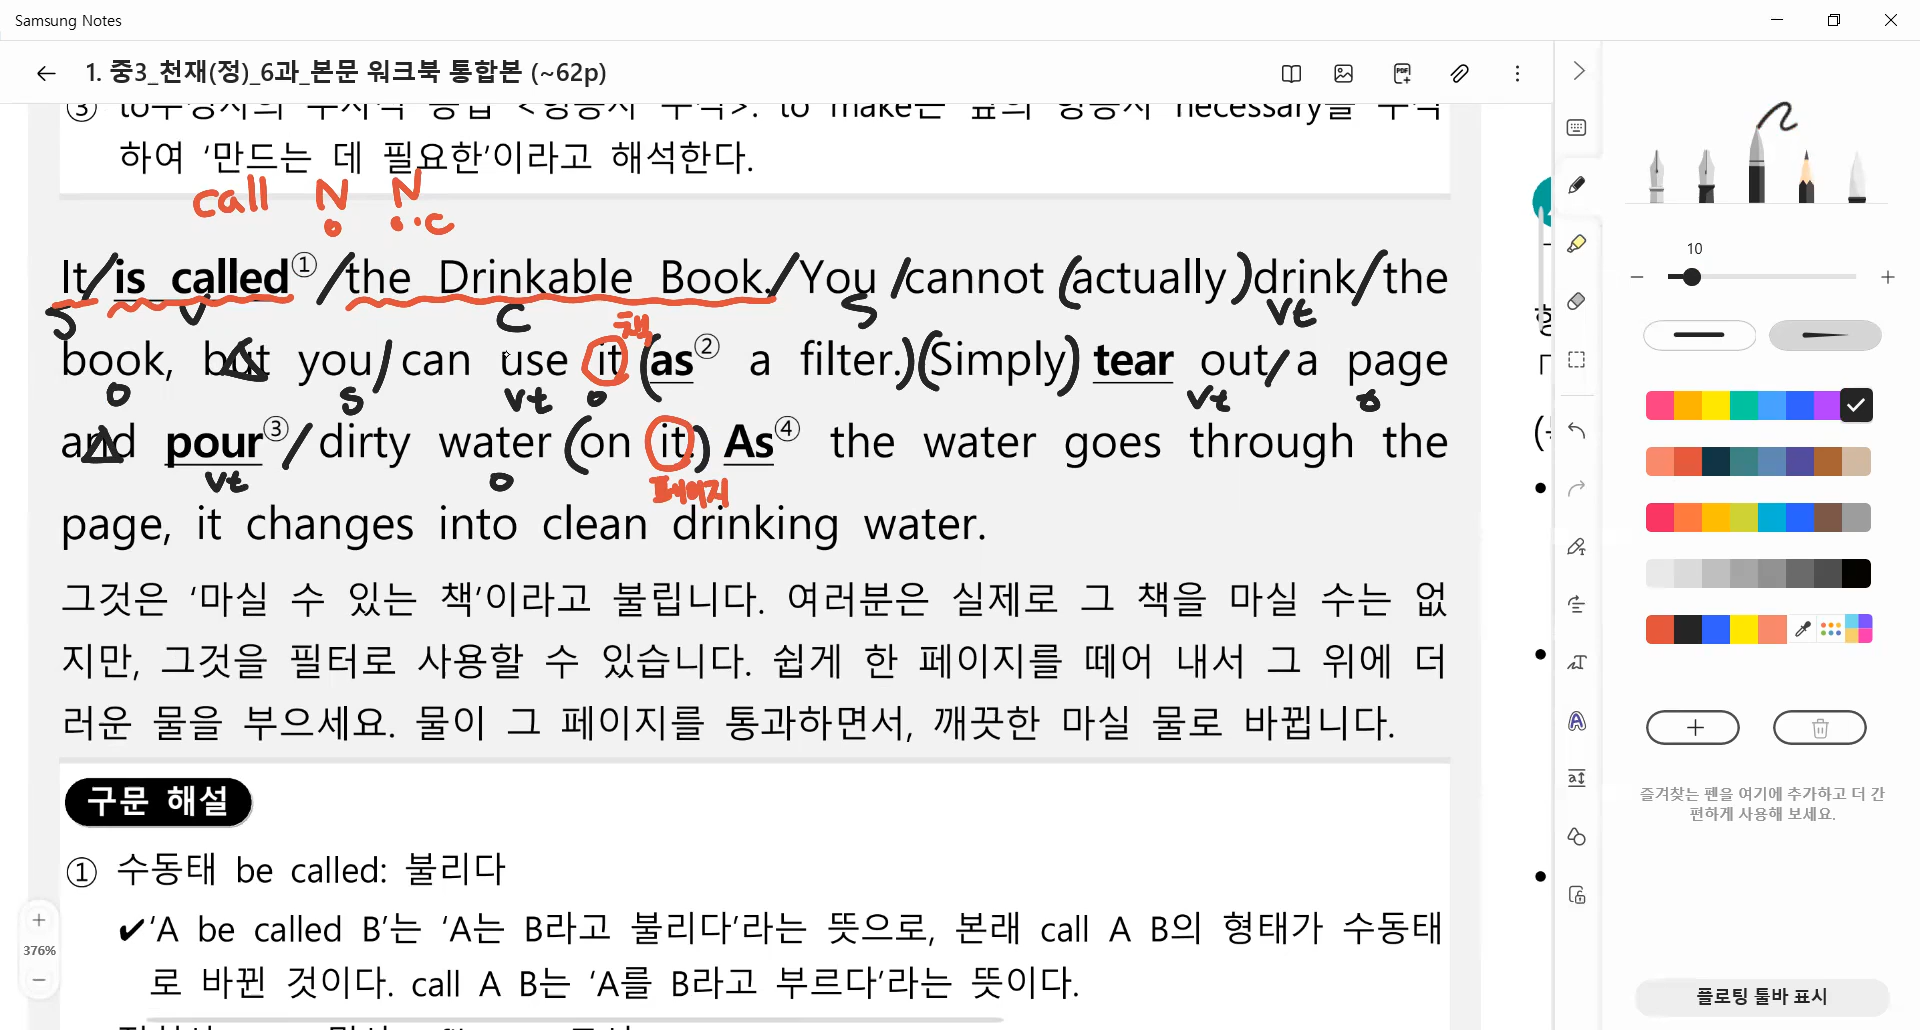 Samsung Notes
1. 중3_천재(정)_6과_본문 워크북 통합본 (~62p)
하여 ‘만드는 데 필요한’이라고 해석한다.
call N N
o o.c
It / is called① / the Drinkable Book. / You / cannot (actually) drink / the
S V C S vt
책
book, but you / can use it (as② a filter.) (Simply) tear out / a page
o S vt o vt o
and pour③ / dirty water (on it.) As④ the water goes through the
vt o 페이지
page, it changes into clean drinking water.
그것은 ‘마실 수 있는 책’이라고 불립니다. 여러분은 실제로 그 책을 마실 수는 없
지만, 그것을 필터로 사용할 수 있습니다. 쉽게 한 페이지를 떼어 내서 그 위에 더
러운 물을 부으세요. 물이 그 페이지를 통과하면서, 깨끗한 마실 물로 바뀝니다.
구문 해설
① 수동태 be called: 불리다
✔‘A be called B’는 ‘A는 B라고 불리다’라는 뜻으로, 본래 call A B의 형태가 수동태
로 바뀐 것이다. call A B는 ‘A를 B라고 부르다’라는 뜻이다.
376%
10
즐겨찾는 펜을 여기에 추가하고 더 간
편하게 사용해 보세요.
플로팅 툴바 표시